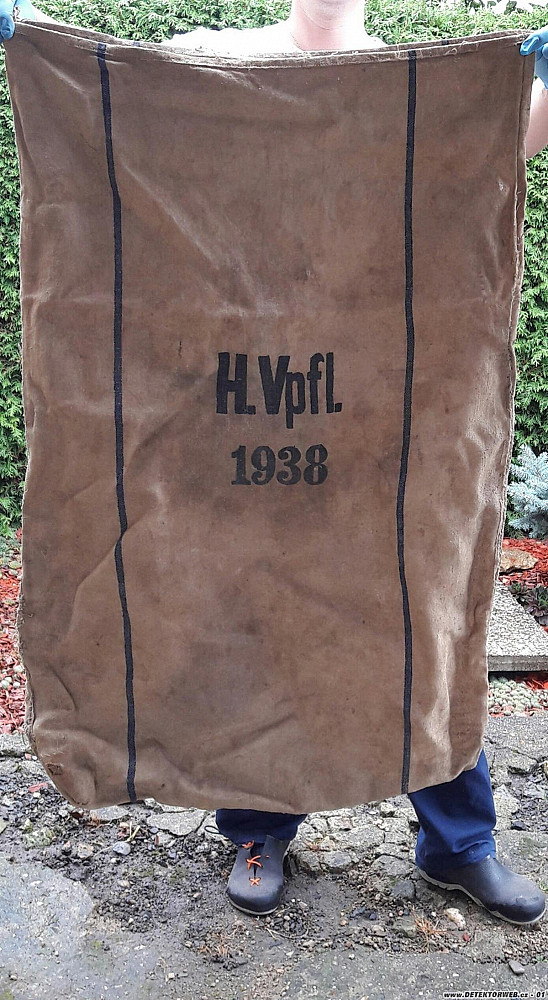 H.Vpfl.
1938
www.DETEKTORWEB.cz - 01